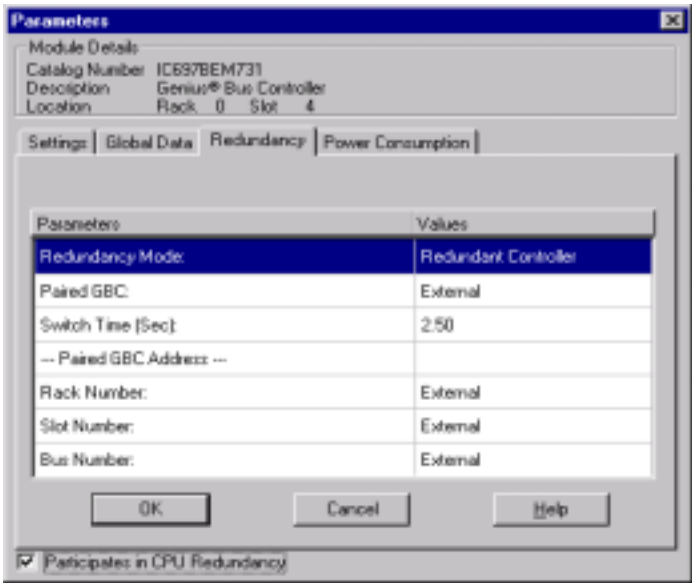 Parameters
Module Details
Catalog Number IC697BEM731
Description Genius® Bus Controller
Location Rack 0 Slot 4
Settings Global Data Redundancy Power Consumption
Parameters Values
Redundancy Mode: Redundant Controller
Paired GBC: External
Switch Time (Sec): 2.50
--- Paired GBC Address ---
Rack Number: External
Slot Number: External
Bus Number: External
OK Cancel Help
Participates in CPU Redundancy